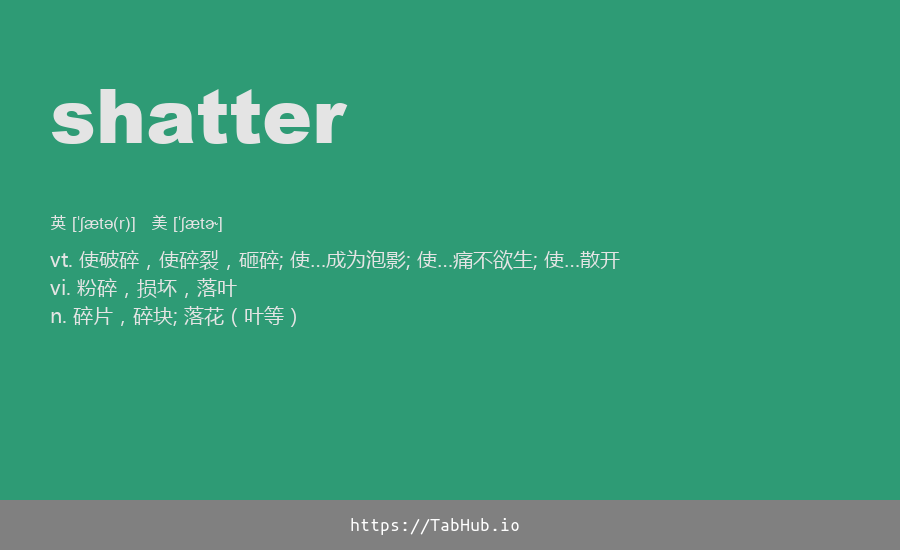 shatter
英 ['ʃætə(r)] 美 ['ʃætɚ]
vt. 使破碎，使碎裂，砸碎; 使...成为泡影; 使...痛不欲生; 使...散开
vi. 粉碎，损坏，落叶
n. 碎片，碎块; 落花（叶等）
https://TabHub.io